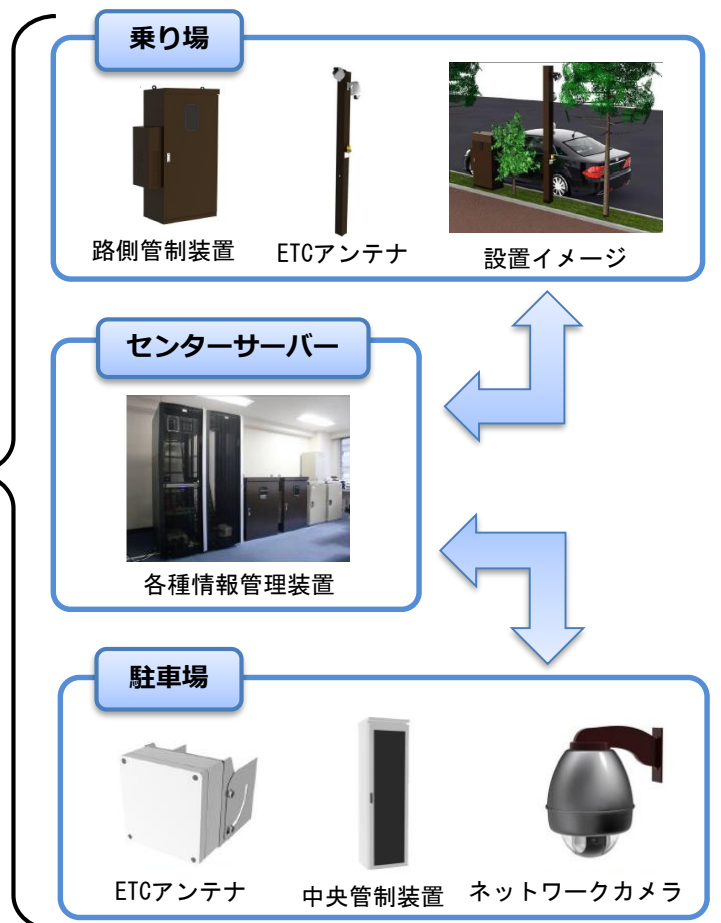 乗り場
路側管制装置
ETCアンテナ
設置イメージ
センターサーバー
各種情報管理装置
駐車場
ETCアンテナ
中央管制装置
ネットワークカメラ